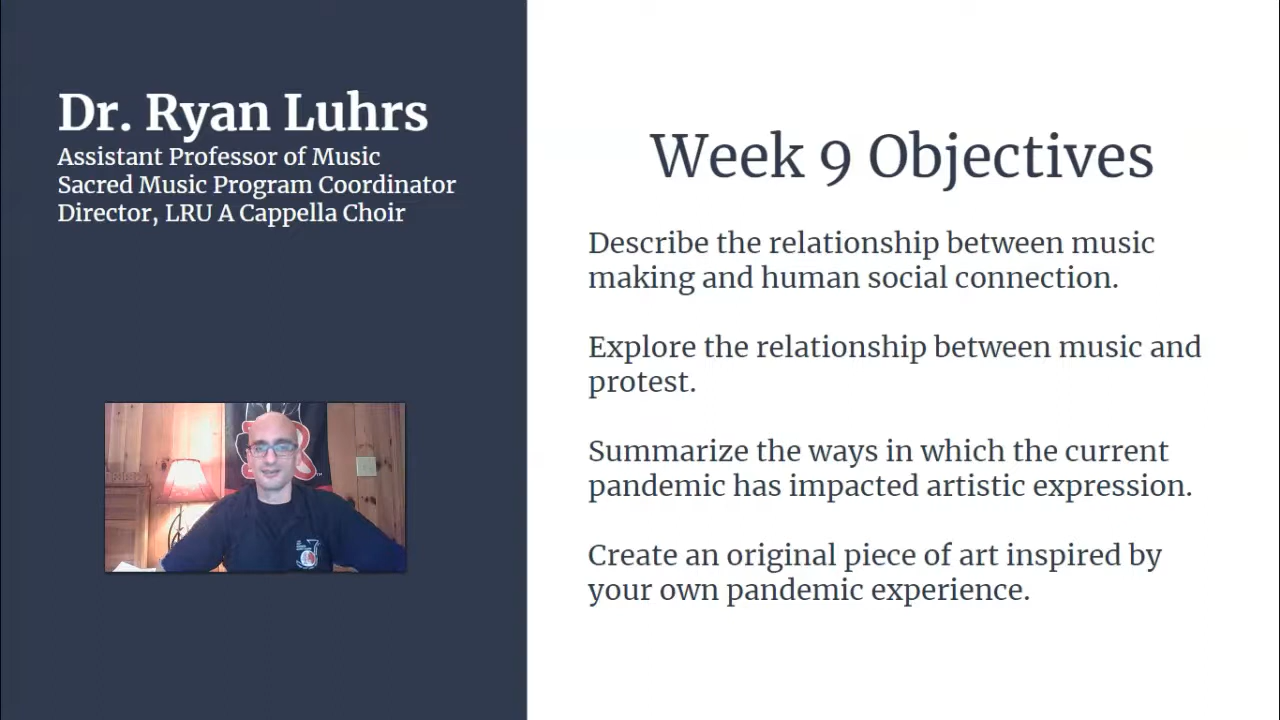 Dr. Ryan Luhrs
Assistant Professor of Music
Sacred Music Program Coordinator
Director, LRU A Cappella Choir
Week 9 Objectives
Describe the relationship between music
making and human social connection.
Explore the relationship between music and
protest.
Summarize the ways in which the current
pandemic has impacted artistic expression.
Create an original piece of art inspired by
your own pandemic experience.